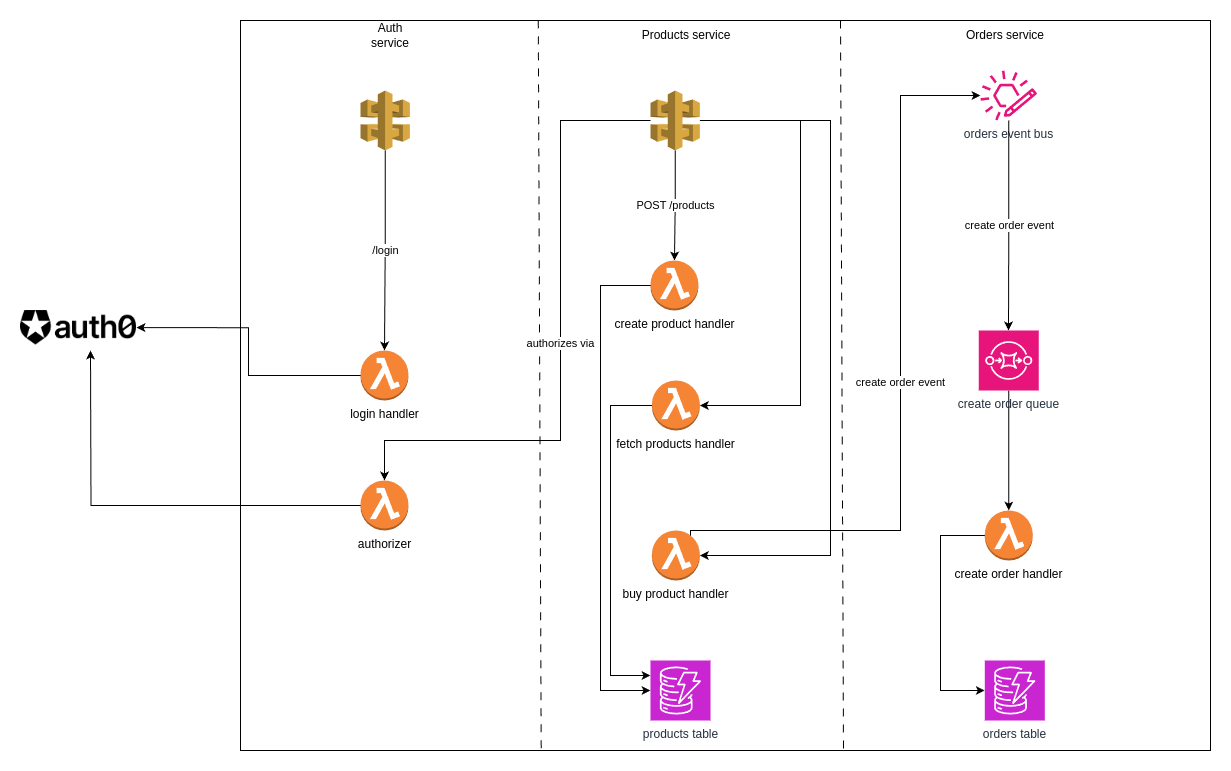 Auth
service
Products service
Orders service
orders event bus
POST /products
create order event
/login
create product handler
auth0
authorizes via
create order event
create order queue
login handler
fetch products handler
authorizer
create order handler
buy product handler
products table
orders table